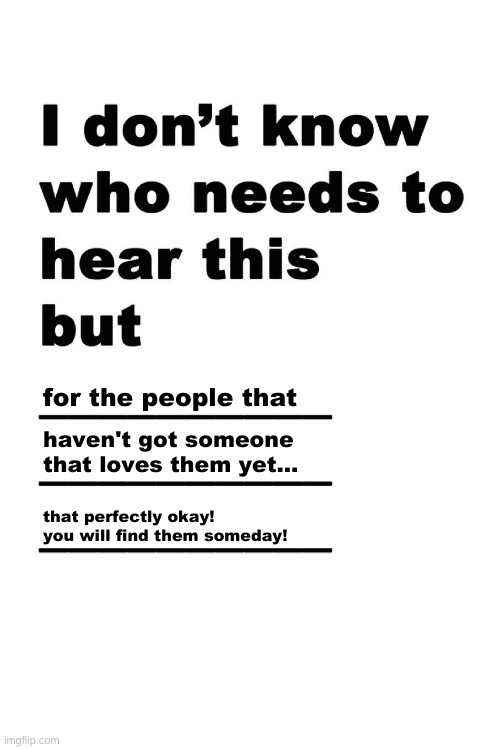 I don’t know
who needs to
hear this
but
for the people that
haven't got someone
that loves them yet...
that perfectly okay!
you will find them someday!
imgflip.com